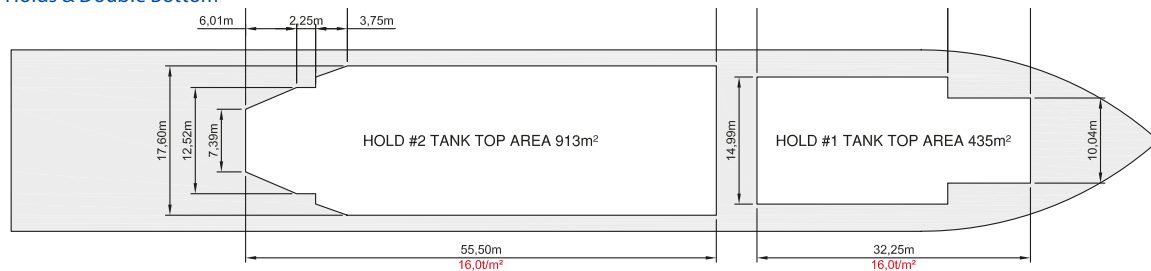 Holds & Double Bottom
6,01m 2,25m 3,75m
17,60m
12,52m
7,39m
HOLD #2 TANK TOP AREA 913m²
14,99m
HOLD #1 TANK TOP AREA 435m²
10,04m
55,50m
16,0t/m²
32,25m
16,0t/m²